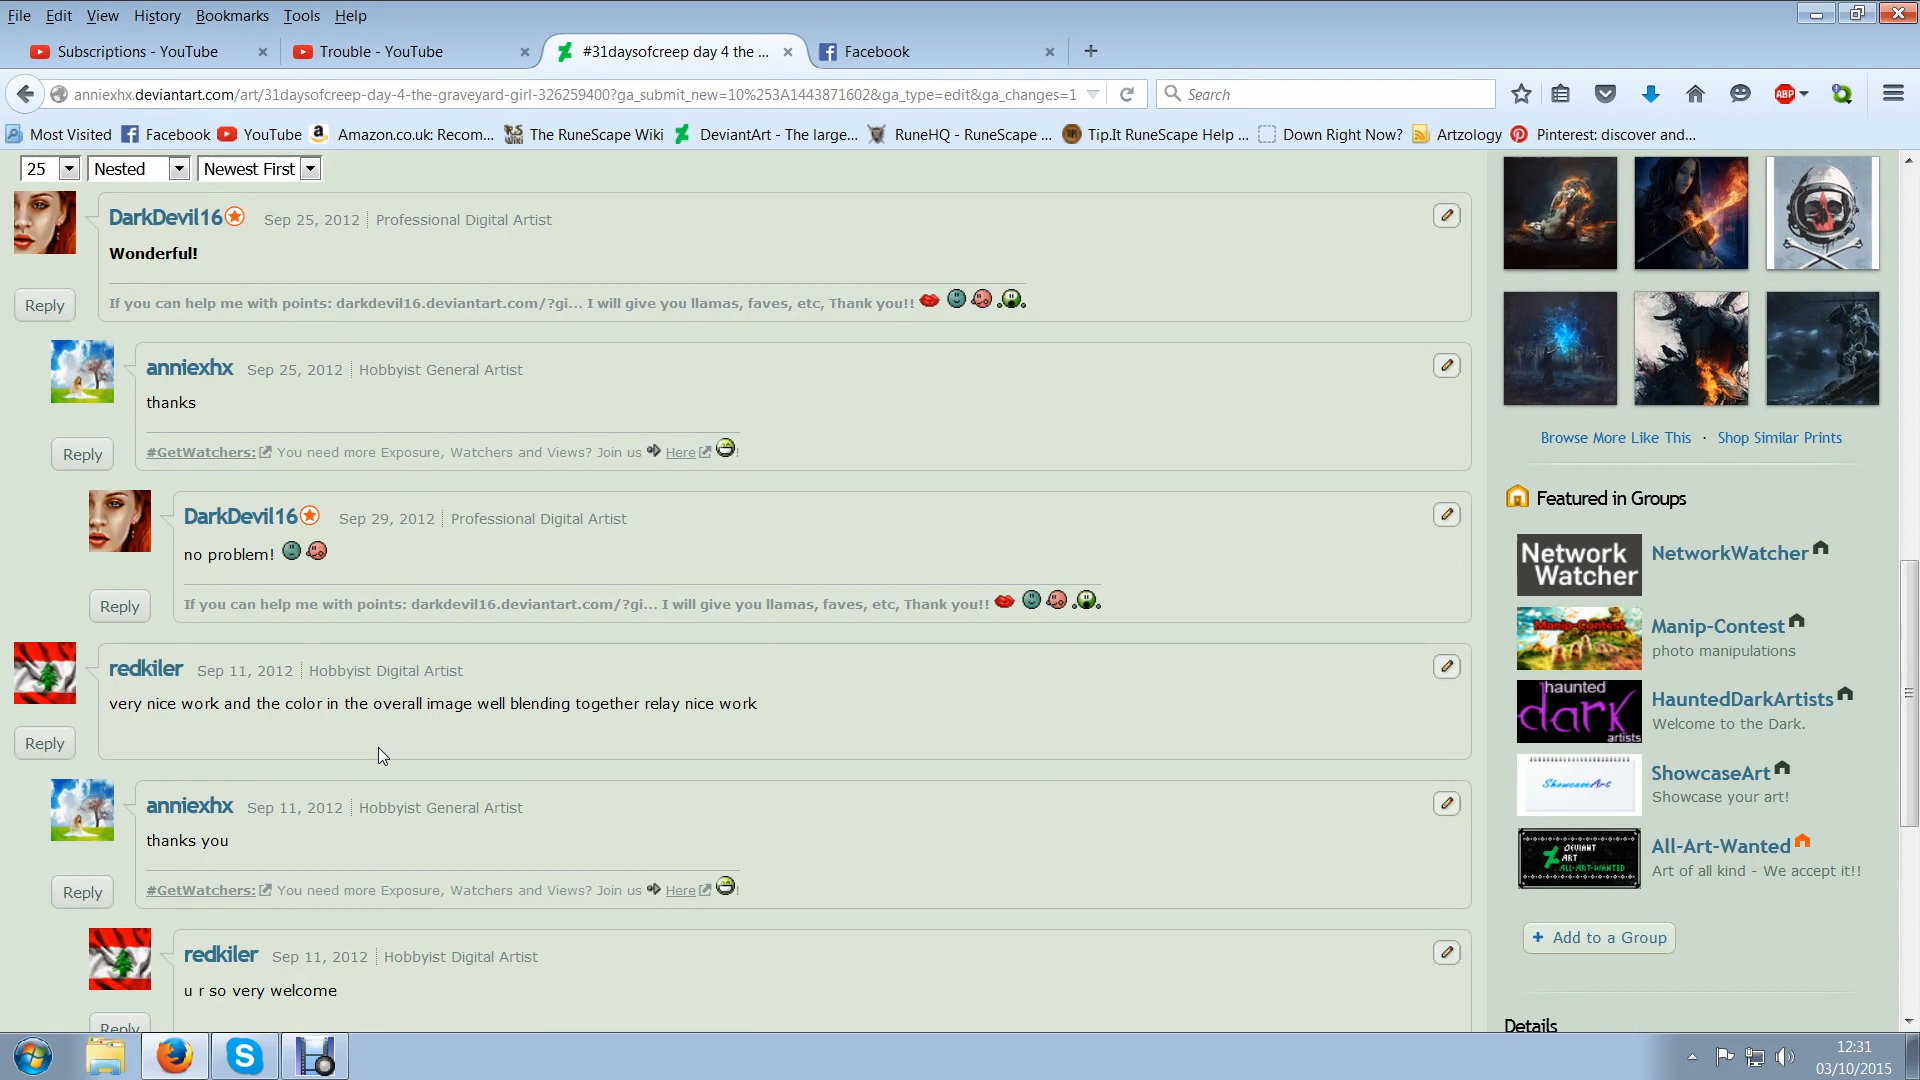 File Edit View History Bookmarks Tools Help
Subscriptions - YouTube
Trouble - YouTube
#31daysofcreep day 4 the ...
Facebook
anniexhx.deviantart.com/art/31daysofcreep-day-4-the-graveyard-girl-326259400?ga_submit_new=10%253A1443871602&ga_type=edit&ga_changes=1
Search
ABP
Most Visited Facebook YouTube Amazon.co.uk: Recom... The RuneScape Wiki DeviantArt - The large... RuneHQ - RuneScape ... Tip.It RuneScape Help ... Down Right Now? Artzology Pinterest: discover and...
25 Nested Newest First
DarkDevil16 Sep 25, 2012 Professional Digital Artist
Wonderful!
If you can help me with points: darkdevil16.deviantart.com/?gi... I will give you llamas, faves, etc, Thank you!!
Reply
anniexhx Sep 25, 2012 Hobbyist General Artist
thanks
#GetWatchers: You need more Exposure, Watchers and Views? Join us Here !
Reply
DarkDevil16 Sep 29, 2012 Professional Digital Artist
no problem!
If you can help me with points: darkdevil16.deviantart.com/?gi... I will give you llamas, faves, etc, Thank you!!
Reply
redkiler Sep 11, 2012 Hobbyist Digital Artist
very nice work and the color in the overall image well blending together relay nice work
Reply
anniexhx Sep 11, 2012 Hobbyist General Artist
thanks you
#GetWatchers: You need more Exposure, Watchers and Views? Join us Here !
Reply
redkiler Sep 11, 2012 Hobbyist Digital Artist
u r so very welcome
Reply
Browse More Like This · Shop Similar Prints
Featured in Groups
Network
Watcher
NetworkWatcher
Manip-Contest
Manip-Contest
photo manipulations
haunted
dark
artists
HauntedDarkArtists
Welcome to the Dark.
ShowcaseArt
ShowcaseArt
Showcase your art!
DEVIANT
ART
ALL-ART-WANTED
All-Art-Wanted
Art of all kind - We accept it!!
+ Add to a Group
Details
12:31
03/10/2015